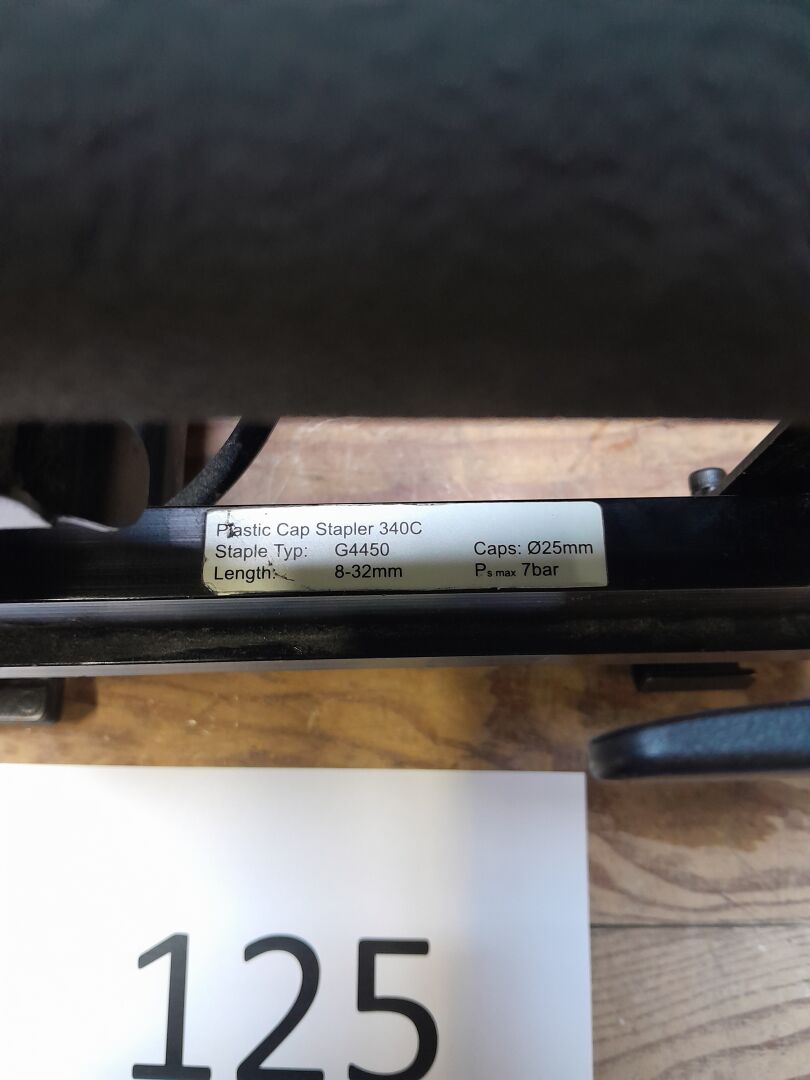 Plastic Cap Stapler 340C
Staple Typ: G4450 Caps: Ø25mm
Length: 8-32mm Ps max 7bar
125